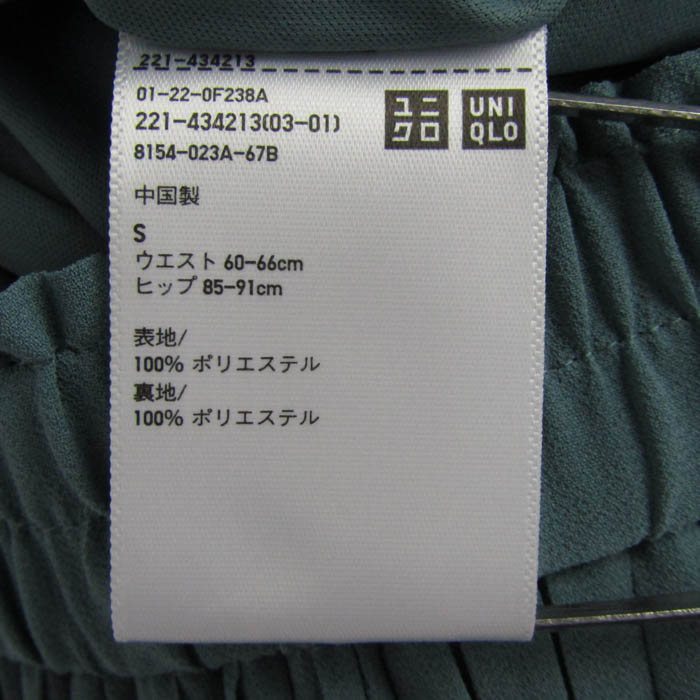 221-434213
01-22-0F238A
221-434213(03-01)
8154-023A-67B
ユニ
クロ
UNI
QLO
中国製
S
ウエスト 60-66cm
ヒップ 85-91cm
表地/
100% ポリエステル
裏地/
100% ポリエステル